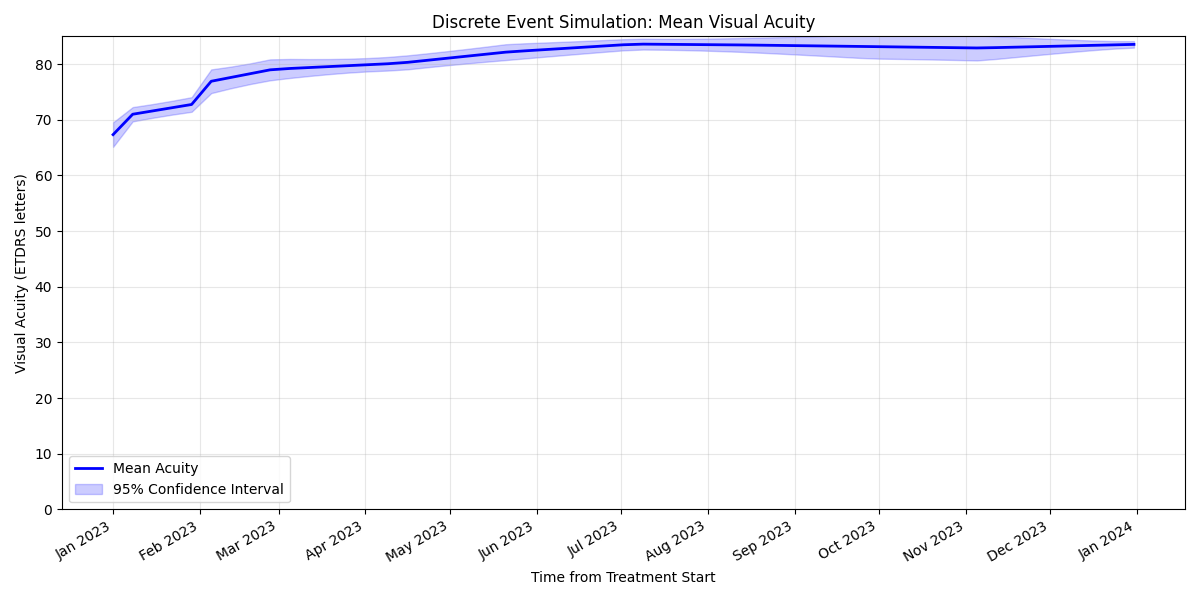 Discrete Event Simulation: Mean Visual Acuity
Visual Acuity (ETDRS letters)
80
70
60
50
40
30
20
10
0
Mean Acuity
95% Confidence Interval
Jan 2023
Feb 2023
Mar 2023
Apr 2023
May 2023
Jun 2023
Jul 2023
Aug 2023
Sep 2023
Oct 2023
Nov 2023
Dec 2023
Jan 2024
Time from Treatment Start